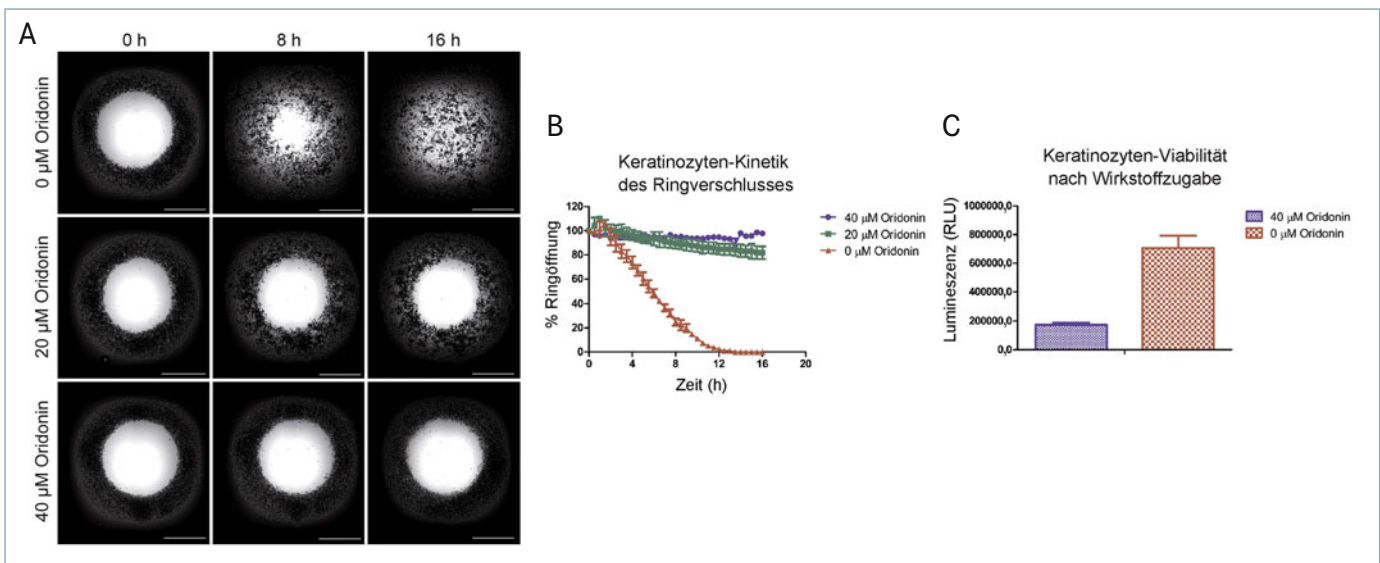 A
0 h
8 h
16 h
0 µM Oridonin
20 µM Oridonin
40 µM Oridonin
B
Keratinozyten-Kinetik
des Ringverschlusses
% Ringöffnung
120
100
80
60
40
20
0
0
4
8
12
16
20
Zeit (h)
40 µM Oridonin
20 µM Oridonin
0 µM Oridonin
C
Keratinozyten-Viabilität
nach Wirkstoffzugabe
Lumineszenz (RLU)
1000000,0
800000,0
600000,0
400000,0
200000,0
0,0
40 µM Oridonin
0 µM Oridonin